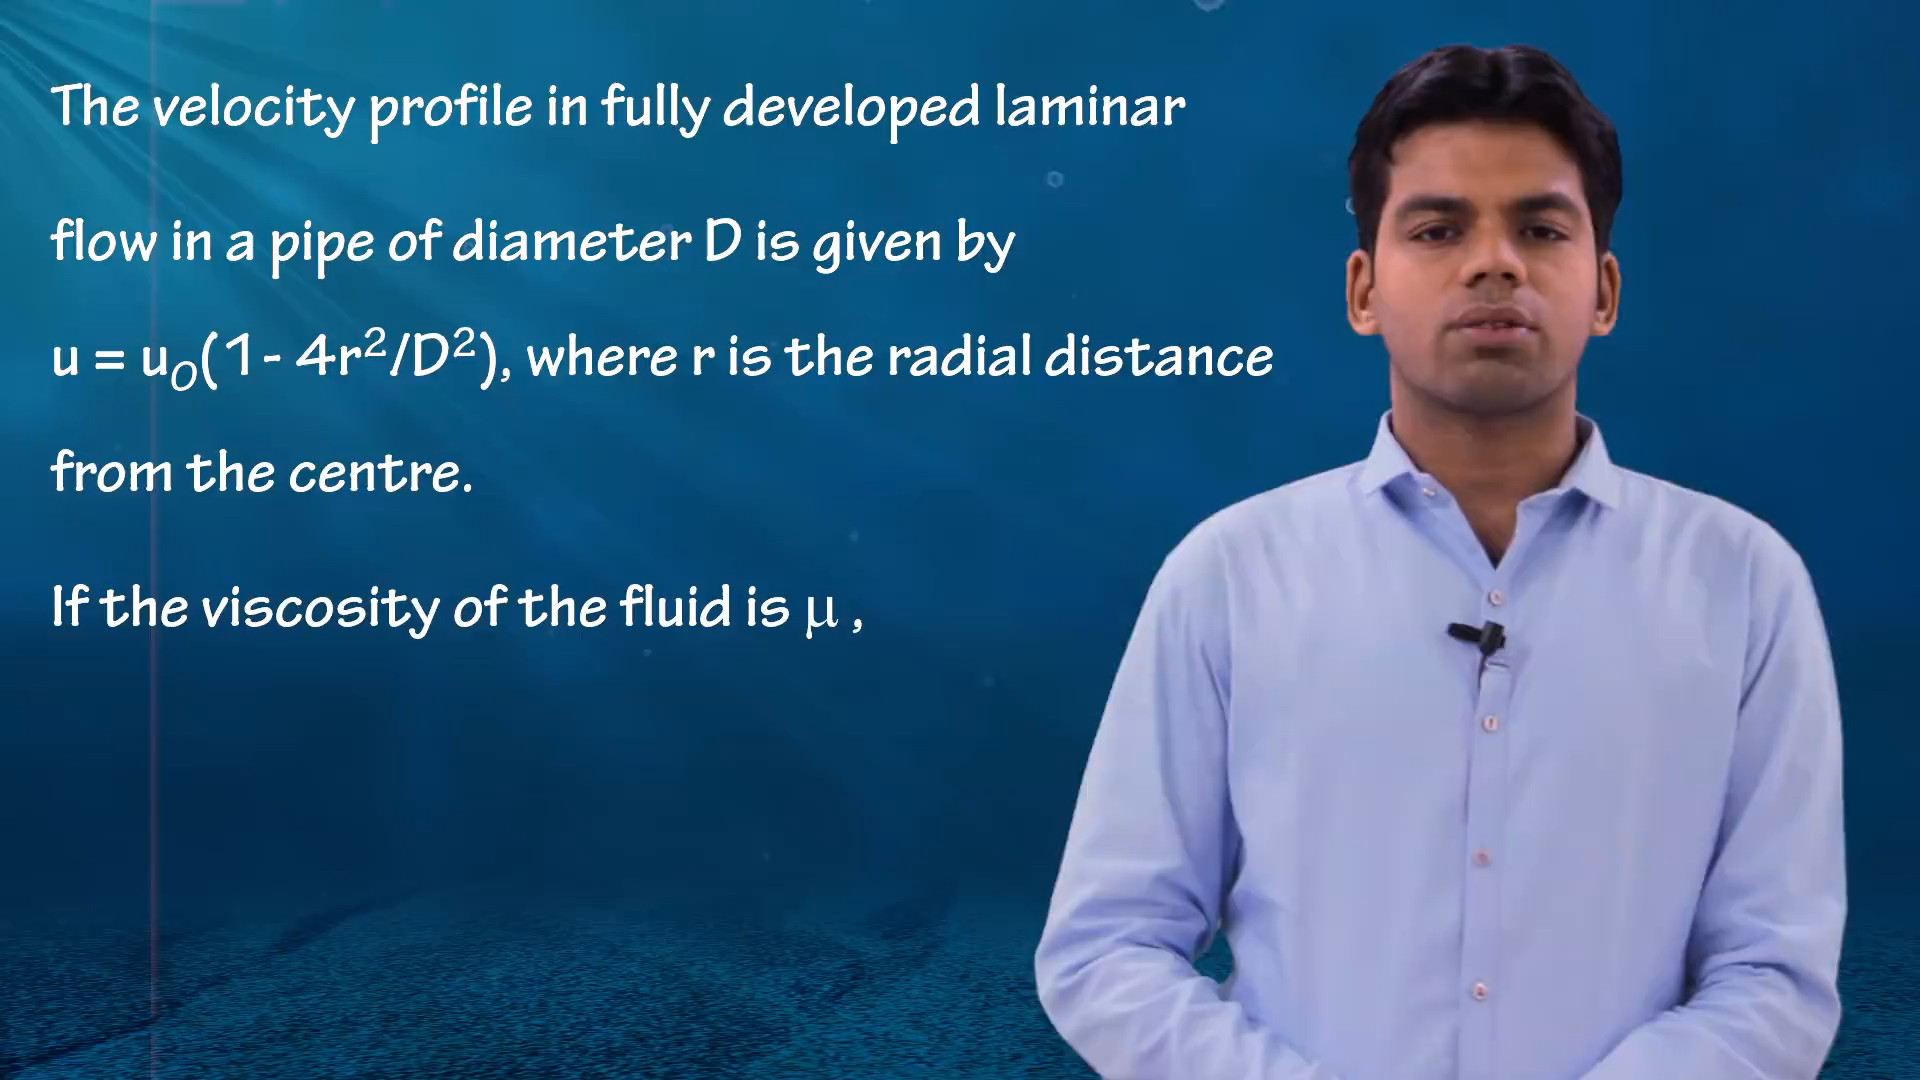 The velocity profile in fully developed laminar
flow in a pipe of diameter D is given by
u = u₀(1- 4r²/D²), where r is the radial distance
from the centre.
If the viscosity of the fluid is μ ,